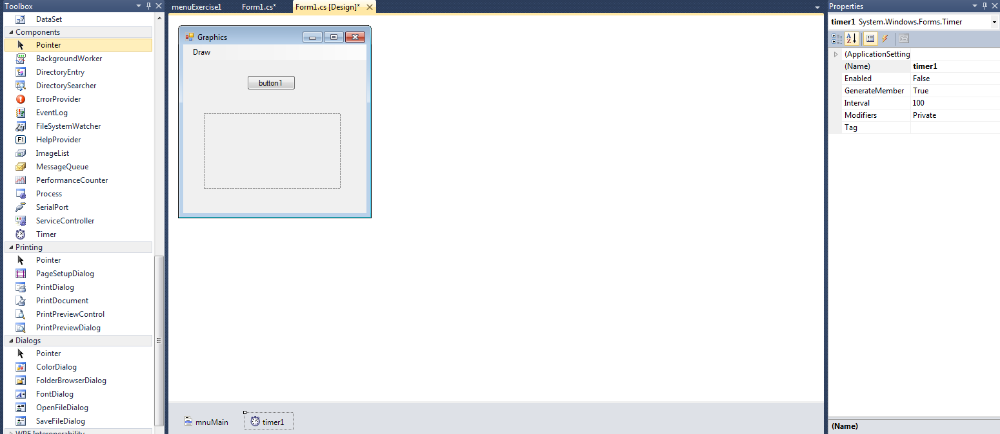 Toolbox
DataSet
Components
Pointer
BackgroundWorker
DirectoryEntry
DirectorySearcher
ErrorProvider
EventLog
FileSystemWatcher
HelpProvider
ImageList
MessageQueue
PerformanceCounter
Process
SerialPort
ServiceController
Timer
Printing
Pointer
PageSetupDialog
PrintDialog
PrintDocument
PrintPreviewControl
PrintPreviewDialog
Dialogs
Pointer
ColorDialog
FolderBrowserDialog
FontDialog
OpenFileDialog
SaveFileDialog
WPF Interoperability
menuExercise1 Form1.cs* Form1.cs [Design]*
Graphics
Draw
button1
mnuMain timer1
Properties
timer1 System.Windows.Forms.Timer
(ApplicationSetting
(Name) timer1
Enabled False
GenerateMember True
Interval 100
Modifiers Private
Tag
(Name)